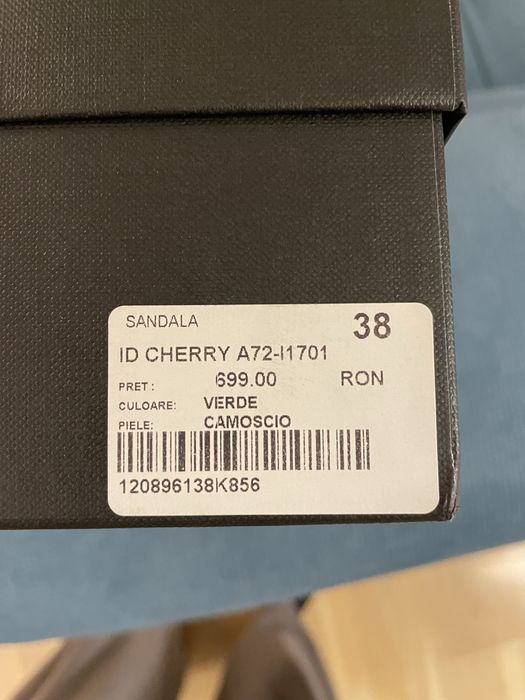 SANDALA 38
ID CHERRY A72-I1701
PRET: 699.00 RON
CULOARE: VERDE
PIELE: CAMOSCIO
120896138K856